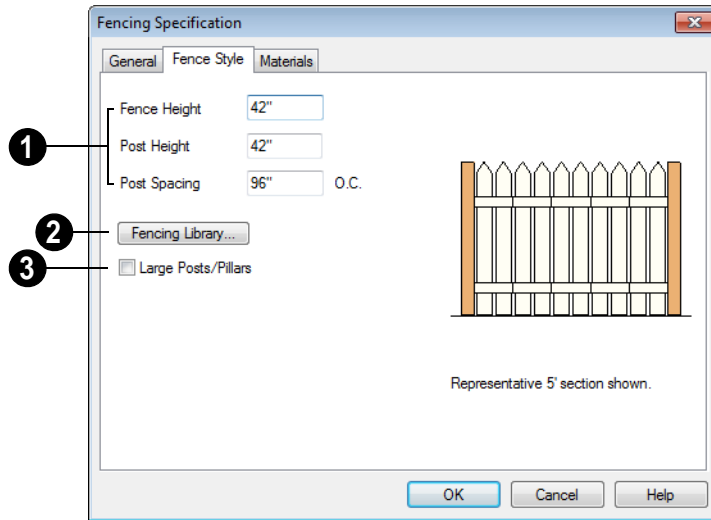 Fencing Specification
General Fence Style Materials
1
Fence Height 42"
Post Height 42"
Post Spacing 96" O.C.
2
Fencing Library...
3
Large Posts/Pillars
Representative 5' section shown.
OK Cancel Help